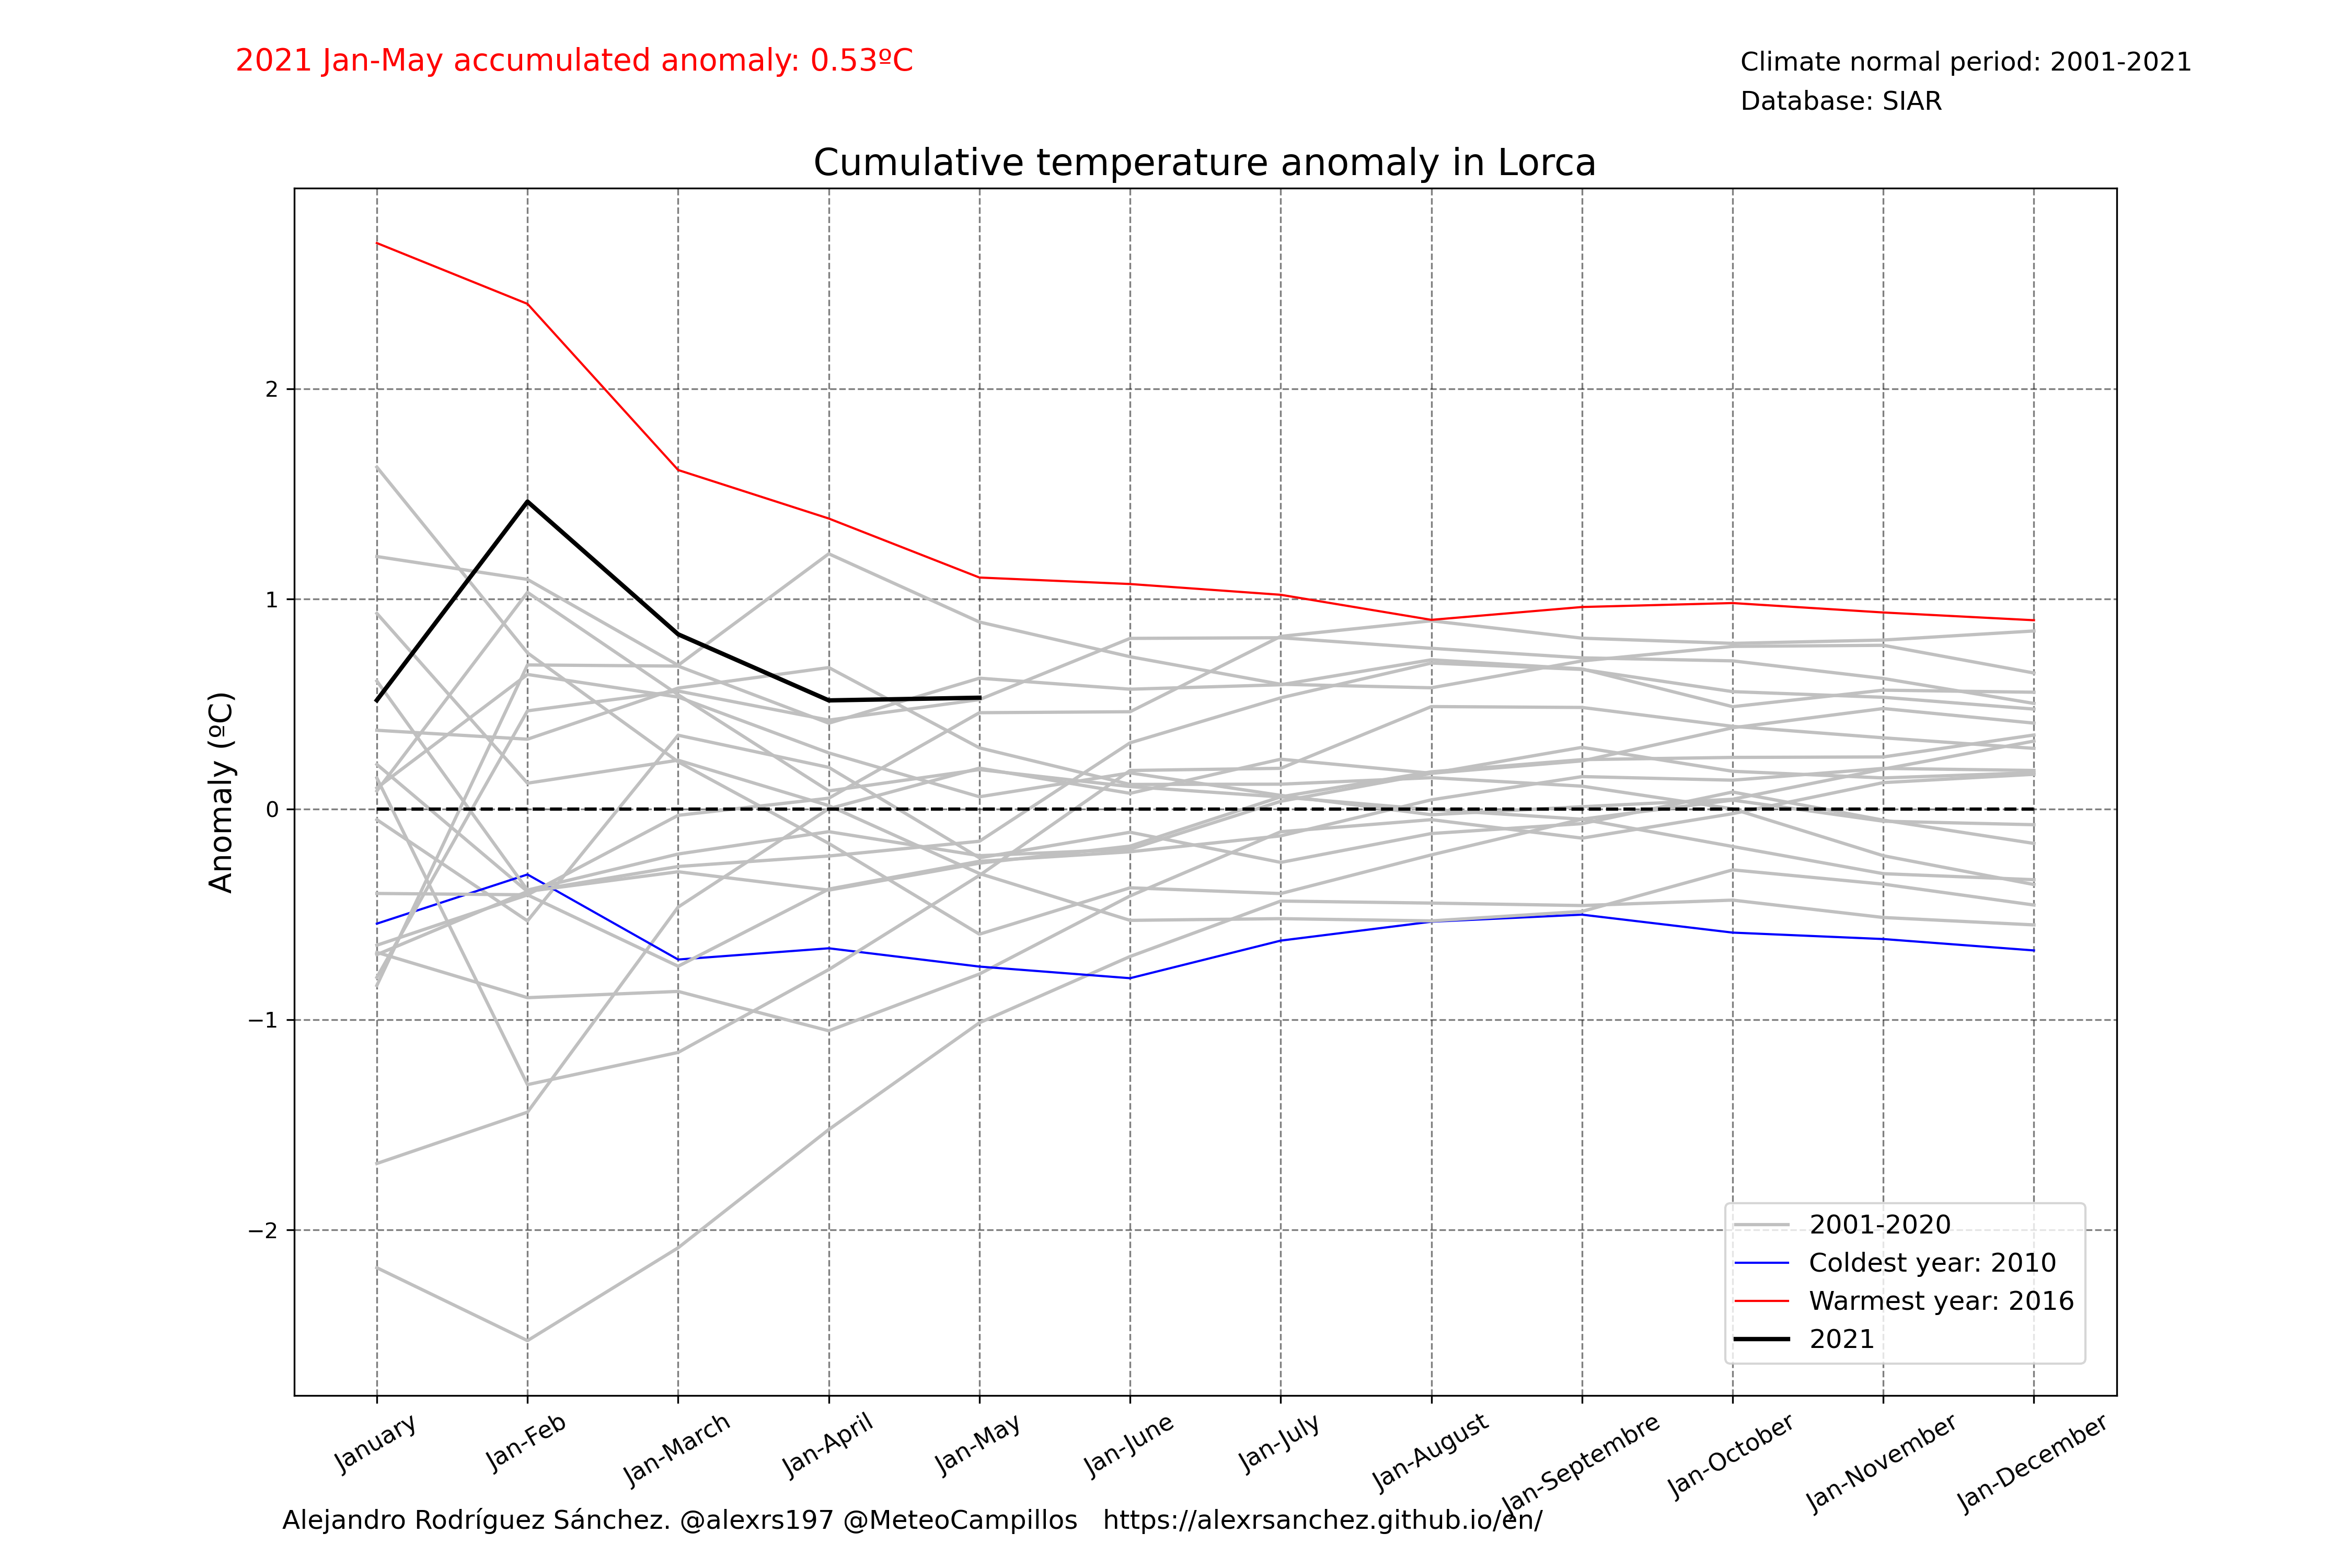 2021 Jan-May accumulated anomaly: 0.53ºC
Climate normal period: 2001-2021
Database: SIAR
Cumulative temperature anomaly in Lorca
Anomaly (ºC)
2
1
0
−1
−2
2001-2020
Coldest year: 2010
Warmest year: 2016
2021
January
Jan-Feb
Jan-March
Jan-April
Jan-May
Jan-June
Jan-July
Jan-August
Jan-Septembre
Jan-October
Jan-November
Jan-December
Alejandro Rodríguez Sánchez. @alexrs197 @MeteoCampillos   https://alexrsanchez.github.io/en/